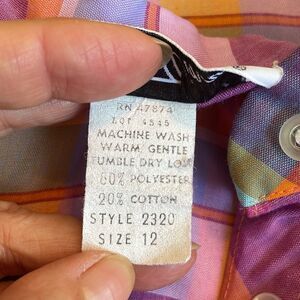 RN 47874
LOT 4545
MACHINE WASH
WARM GENTLE
TUMBLE DRY LOW
80% POLYESTER
20% COTTON
STYLE 2320
SIZE 12